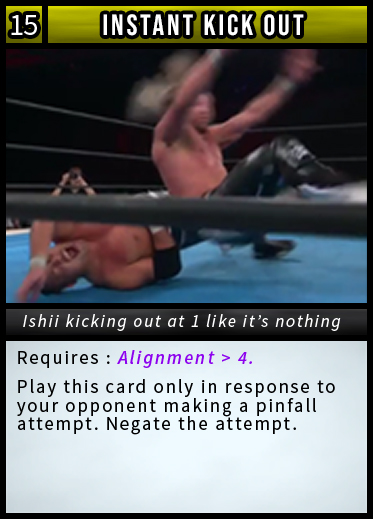 15
INSTANT KICK OUT
Ishii kicking out at 1 like it's nothing
Requires : Alignment > 4.
Play this card only in response to
your opponent making a pinfall
attempt. Negate the attempt.